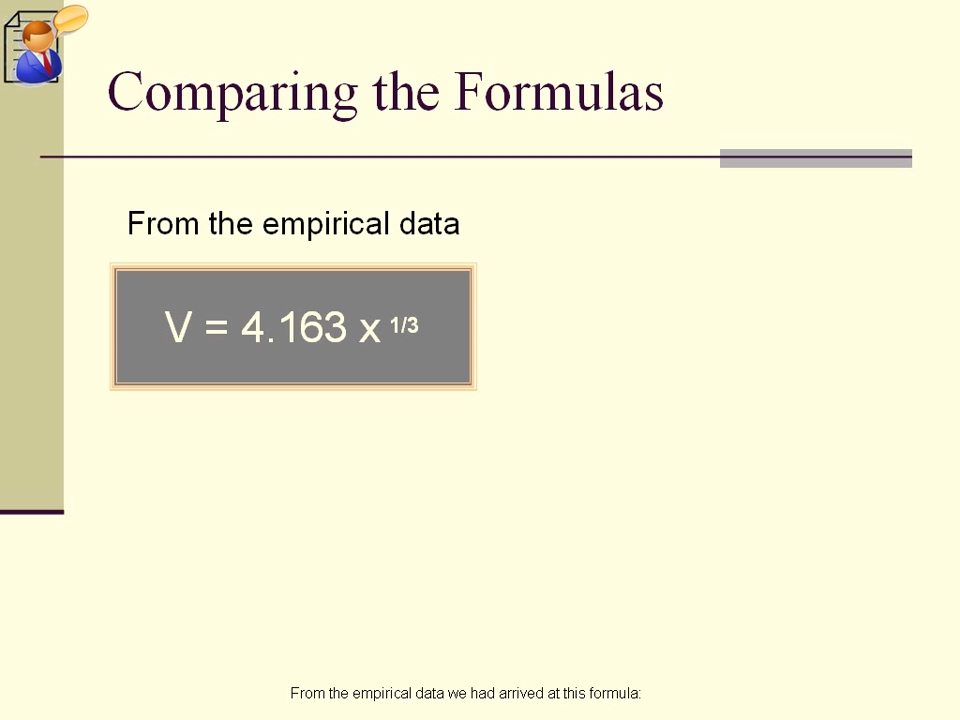 Comparing the Formulas
From the empirical data
V = 4.163 x 1/3
From the empirical data we had arrived at this formula: